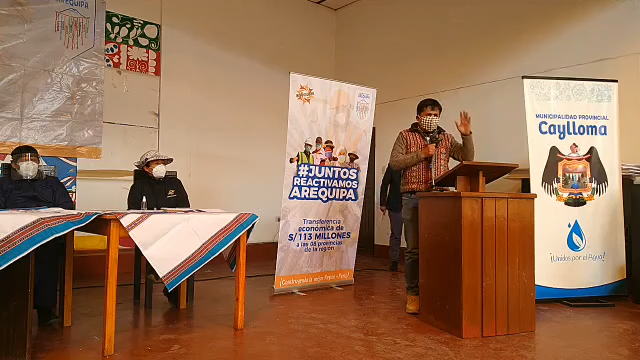 AREQUIPA
#JUNTOS
REACTIVAMOS
AREQUIPA
Transferencia
económica de
S/ 113 MILLONES
a las 08 provincias
de la región
MUNICIPALIDAD PROVINCIAL
Caylloma
¡Unidos por el Agua!